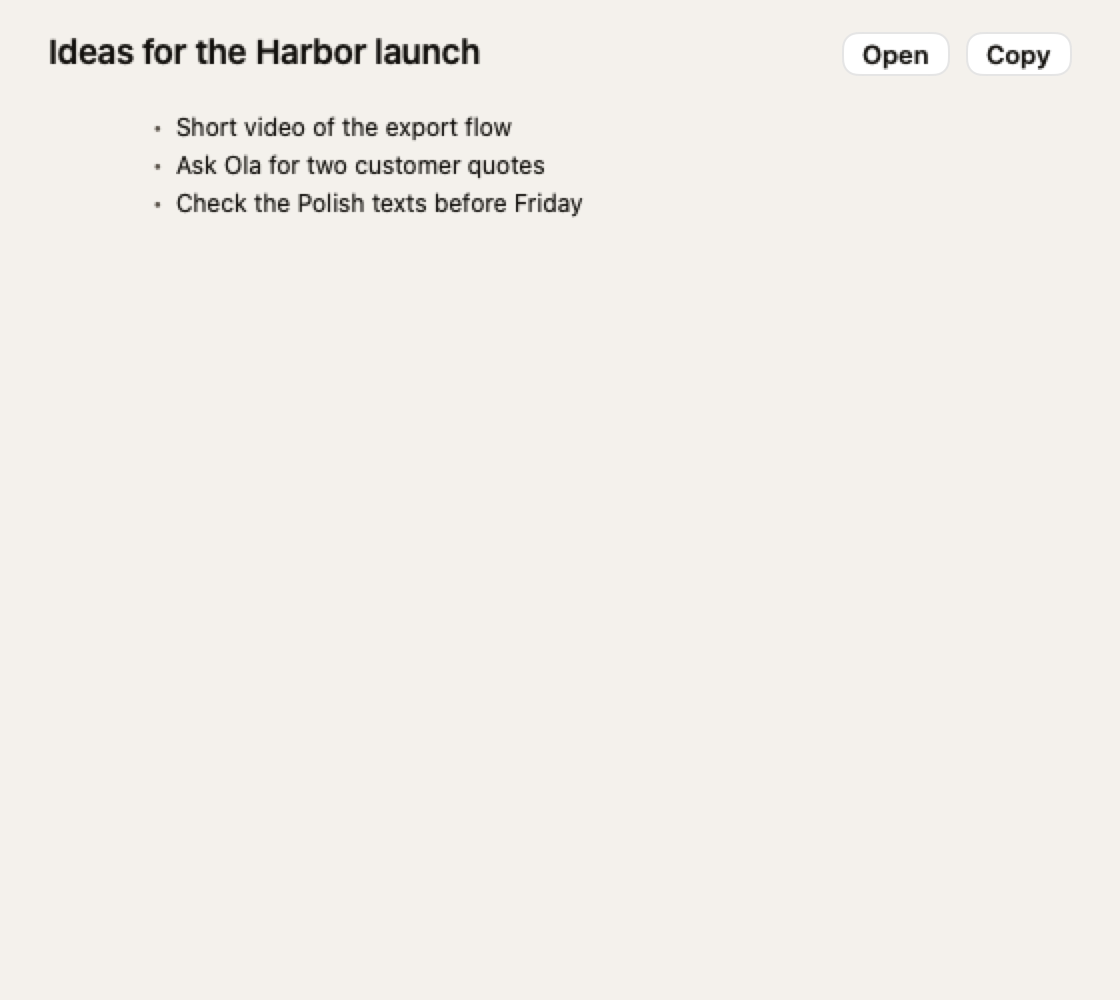 Ideas for the Harbor launch
Open
Copy
• Short video of the export flow
• Ask Ola for two customer quotes
• Check the Polish texts before Friday